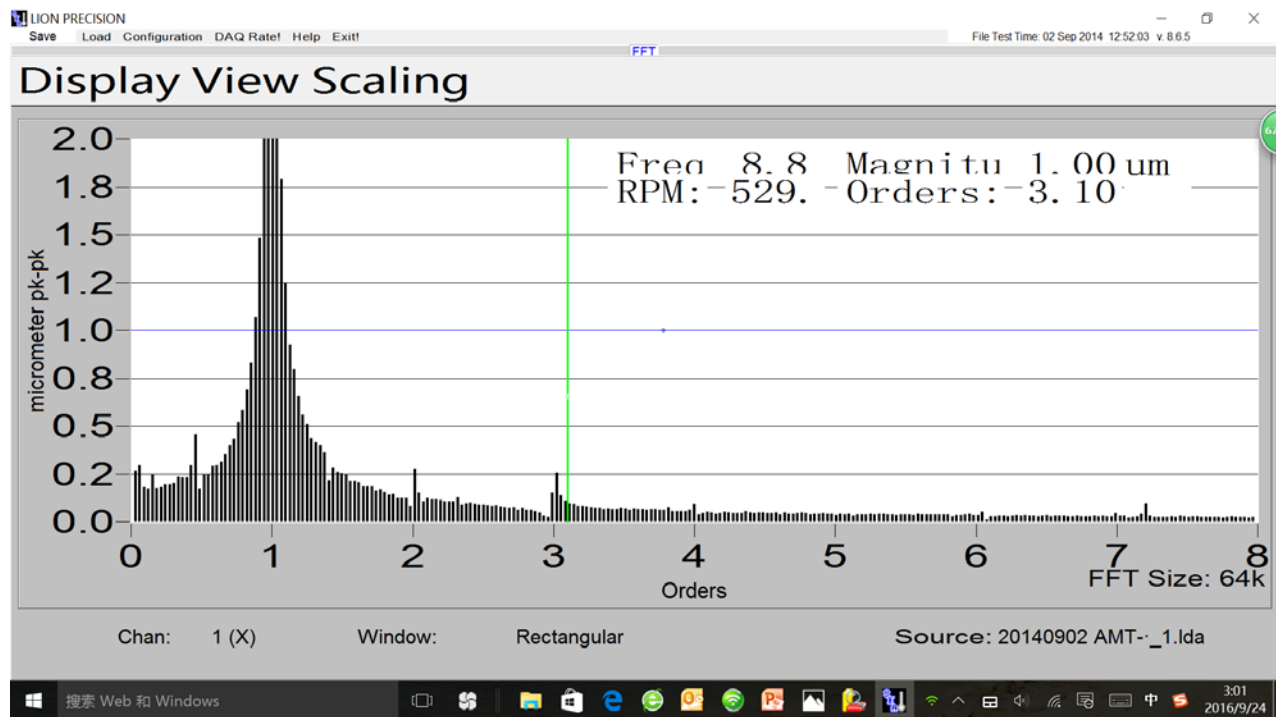 LION PRECISION
Save Load Configuration DAQ Rate! Help Exit! File Test Time: 02 Sep 2014 12:52:03 v. 8.6.5
FFT
Display View Scaling
Freq 8.8 Magnitu 1.00 um
RPM: 529. Orders: 3.10
2.0
1.8
1.5
1.2
1.0
0.8
0.5
0.2
0.0
micrometer pk-pk
0 1 2 3 4 5 6 7 8
Orders
FFT Size: 64k
Chan: 1 (X) Window: Rectangular Source: 20140902 AMT-·_1.lda
搜索 Web 和 Windows
中
3:01
2016/9/24